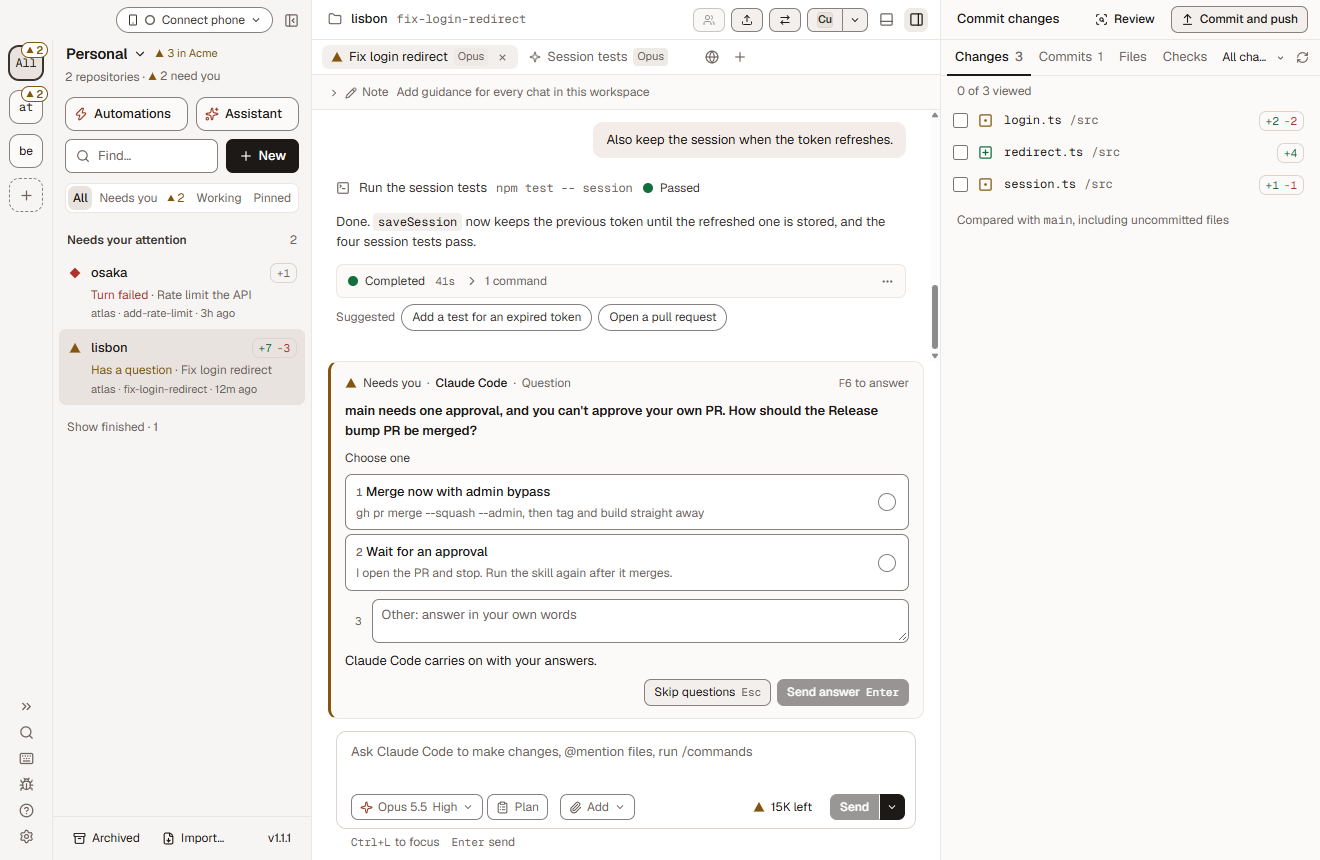 Connect phone
All
2
at
2
be
Personal
3 in Acme
2 repositories · 2 need you
Automations
Assistant
Find...
+ New
All
Needs you 2
Working
Pinned
Needs your attention
2
osaka
+1
Turn failed · Rate limit the API
atlas · add-rate-limit · 3h ago
lisbon
+7 -3
Has a question · Fix login redirect
atlas · fix-login-redirect · 12m ago
Show finished · 1
Archived
Import...
v1.1.1
lisbon fix-login-redirect
Cu
Fix login redirect Opus ×
Session tests Opus
Note Add guidance for every chat in this workspace
Also keep the session when the token refreshes.
Run the session tests npm test -- session Passed
Done. saveSession now keeps the previous token until the refreshed one is stored, and the
four session tests pass.
Completed 41s 1 command
Suggested
Add a test for an expired token
Open a pull request
Needs you · Claude Code · Question
F6 to answer
main needs one approval, and you can't approve your own PR. How should the Release
bump PR be merged?
Choose one
1 Merge now with admin bypass
gh pr merge --squash --admin, then tag and build straight away
2 Wait for an approval
I open the PR and stop. Run the skill again after it merges.
3 Other: answer in your own words
Claude Code carries on with your answers.
Skip questions Esc
Send answer Enter
Ask Claude Code to make changes, @mention files, run /commands
Opus 5.5 High
Plan
Add
15K left
Send
Ctrl+L to focus Enter send
Commit changes
Review
Commit and push
Changes 3
Commits 1
Files
Checks
All cha...
0 of 3 viewed
login.ts /src +2 -2
redirect.ts /src +4
session.ts /src +1 -1
Compared with main, including uncommitted files